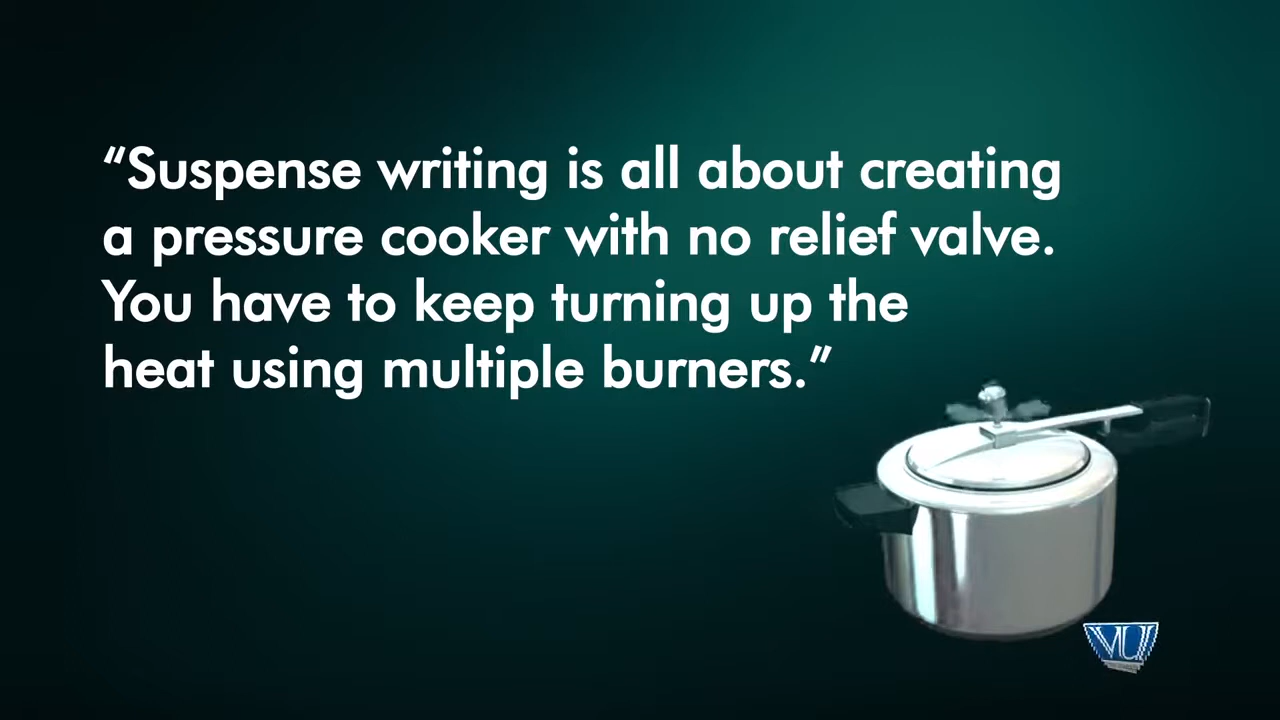 “Suspense writing is all about creating
a pressure cooker with no relief valve.
You have to keep turning up the
heat using multiple burners.”
VU